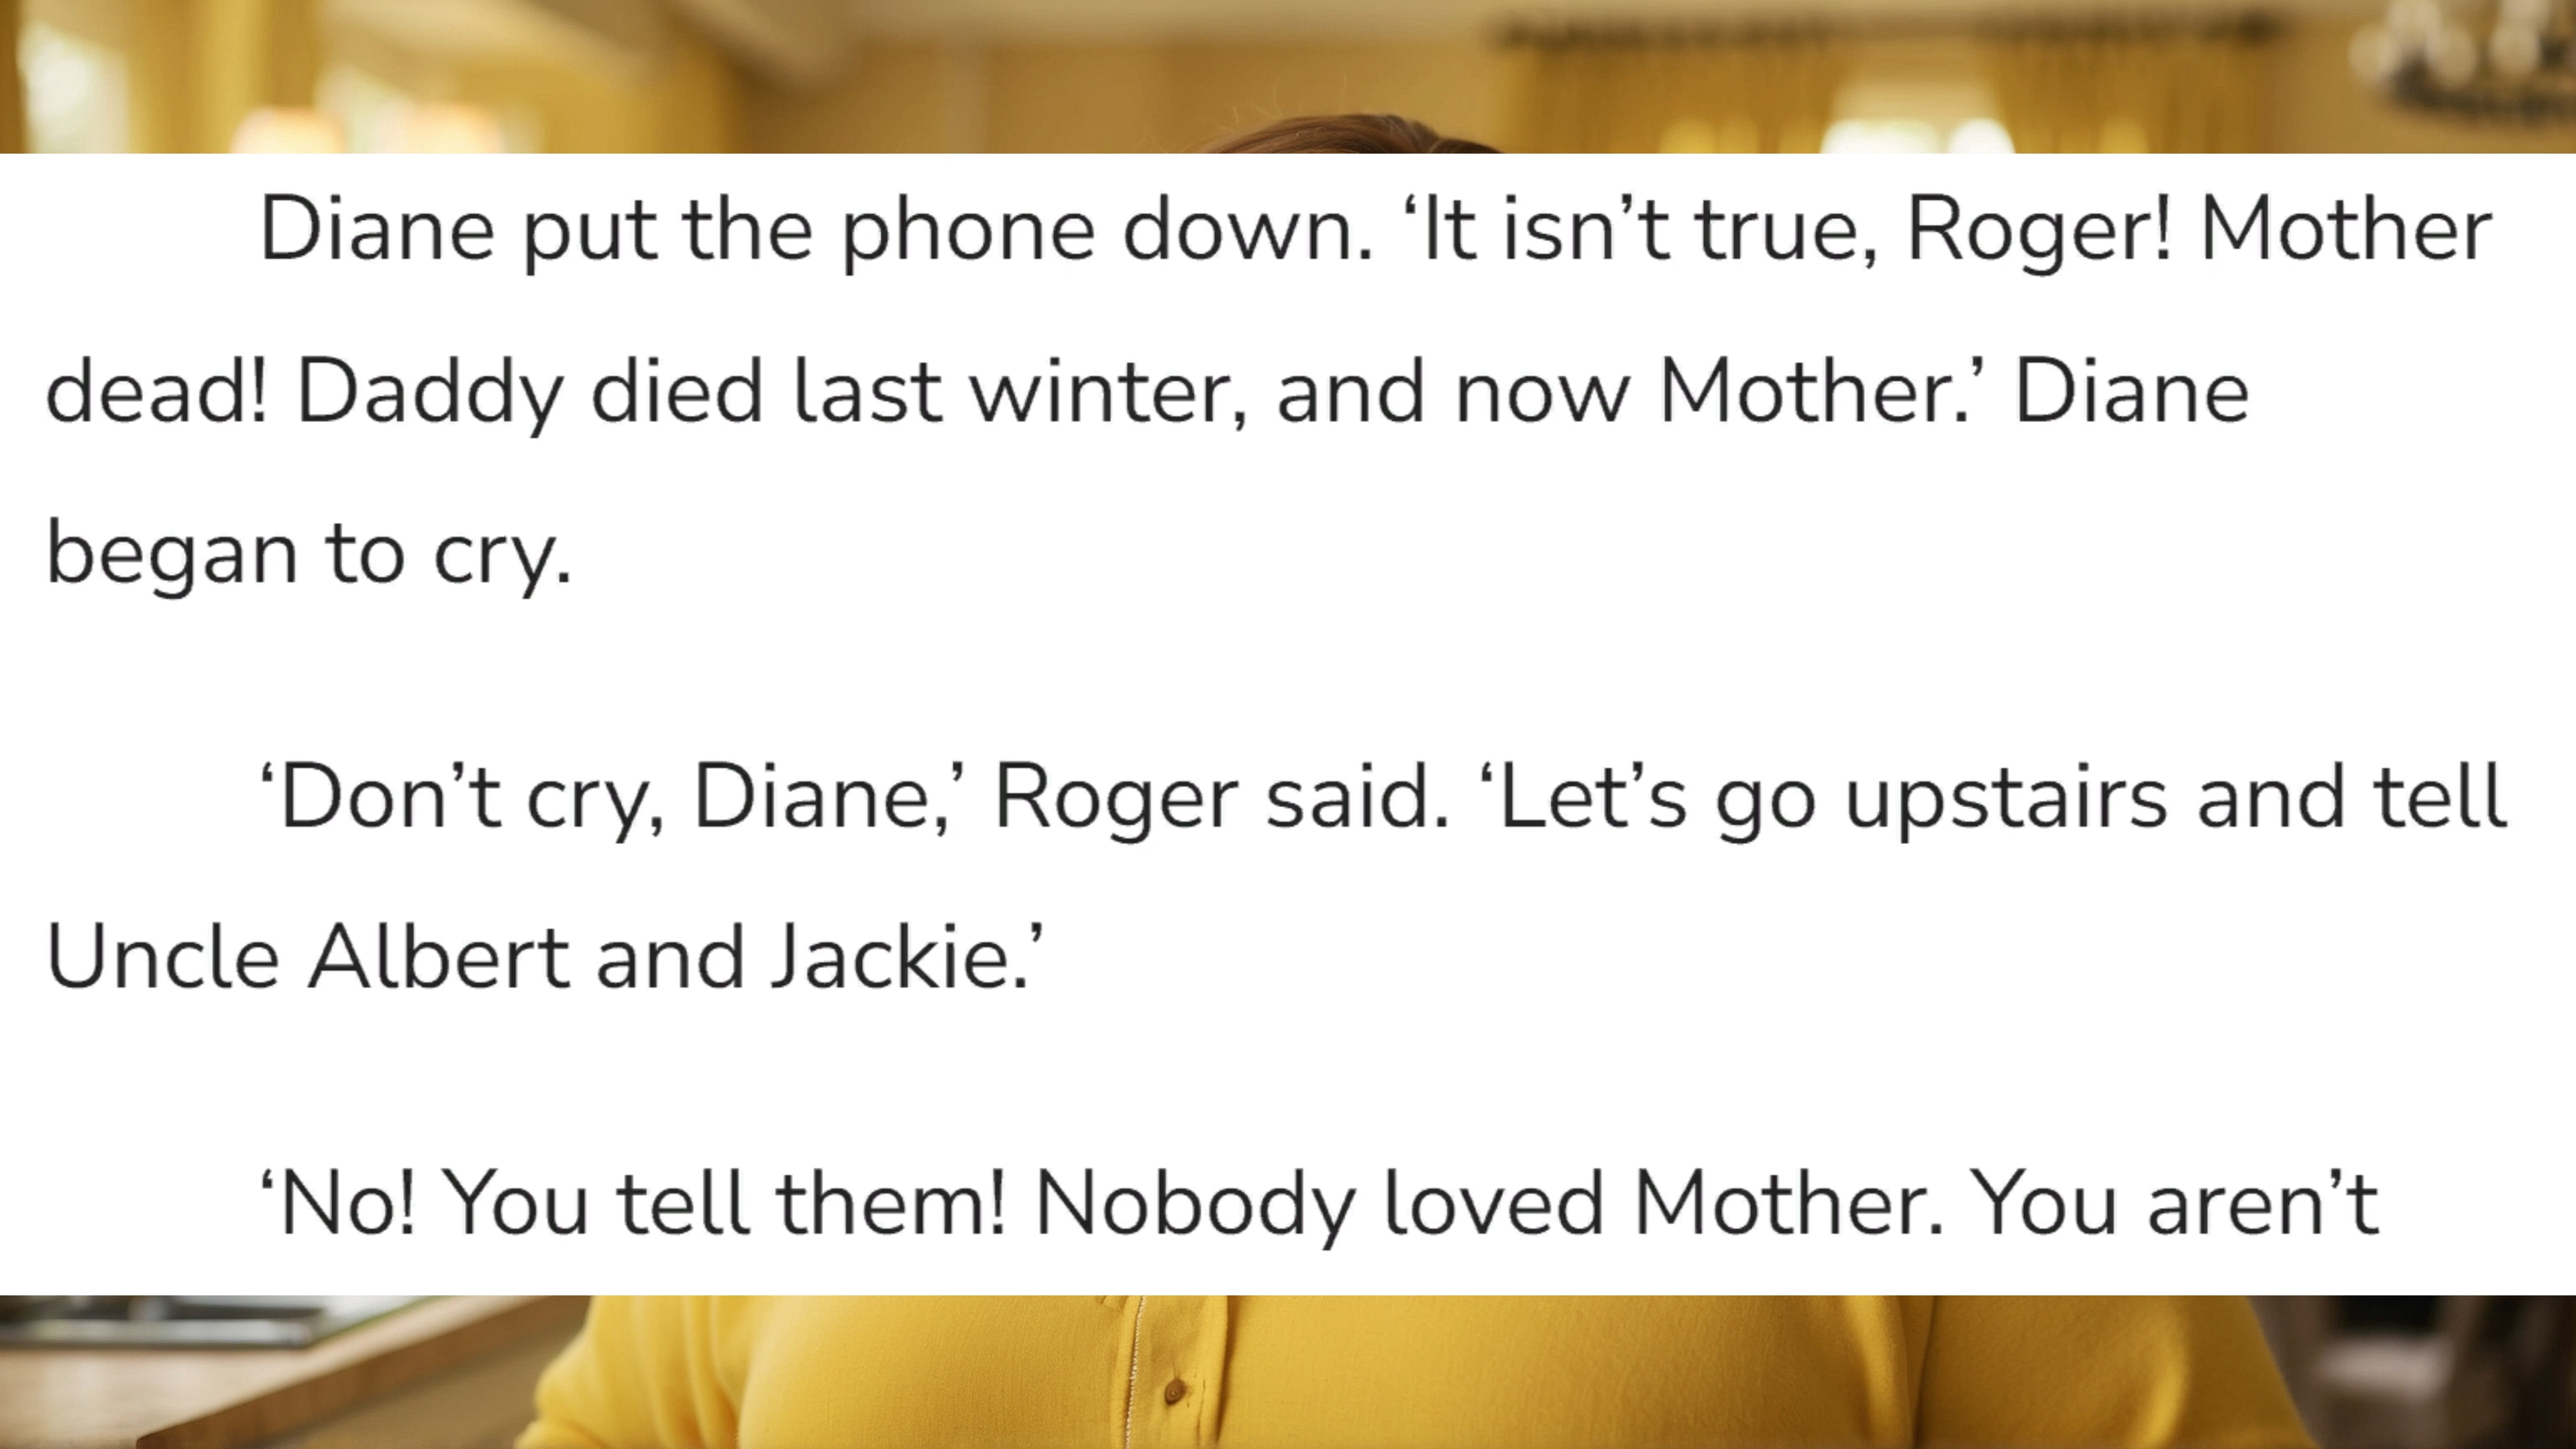 Diane put the phone down. ‘It isn’t true, Roger! Mother
dead! Daddy died last winter, and now Mother.’ Diane
began to cry.
‘Don’t cry, Diane,’ Roger said. ‘Let’s go upstairs and tell
Uncle Albert and Jackie.’
‘No! You tell them! Nobody loved Mother. You aren’t